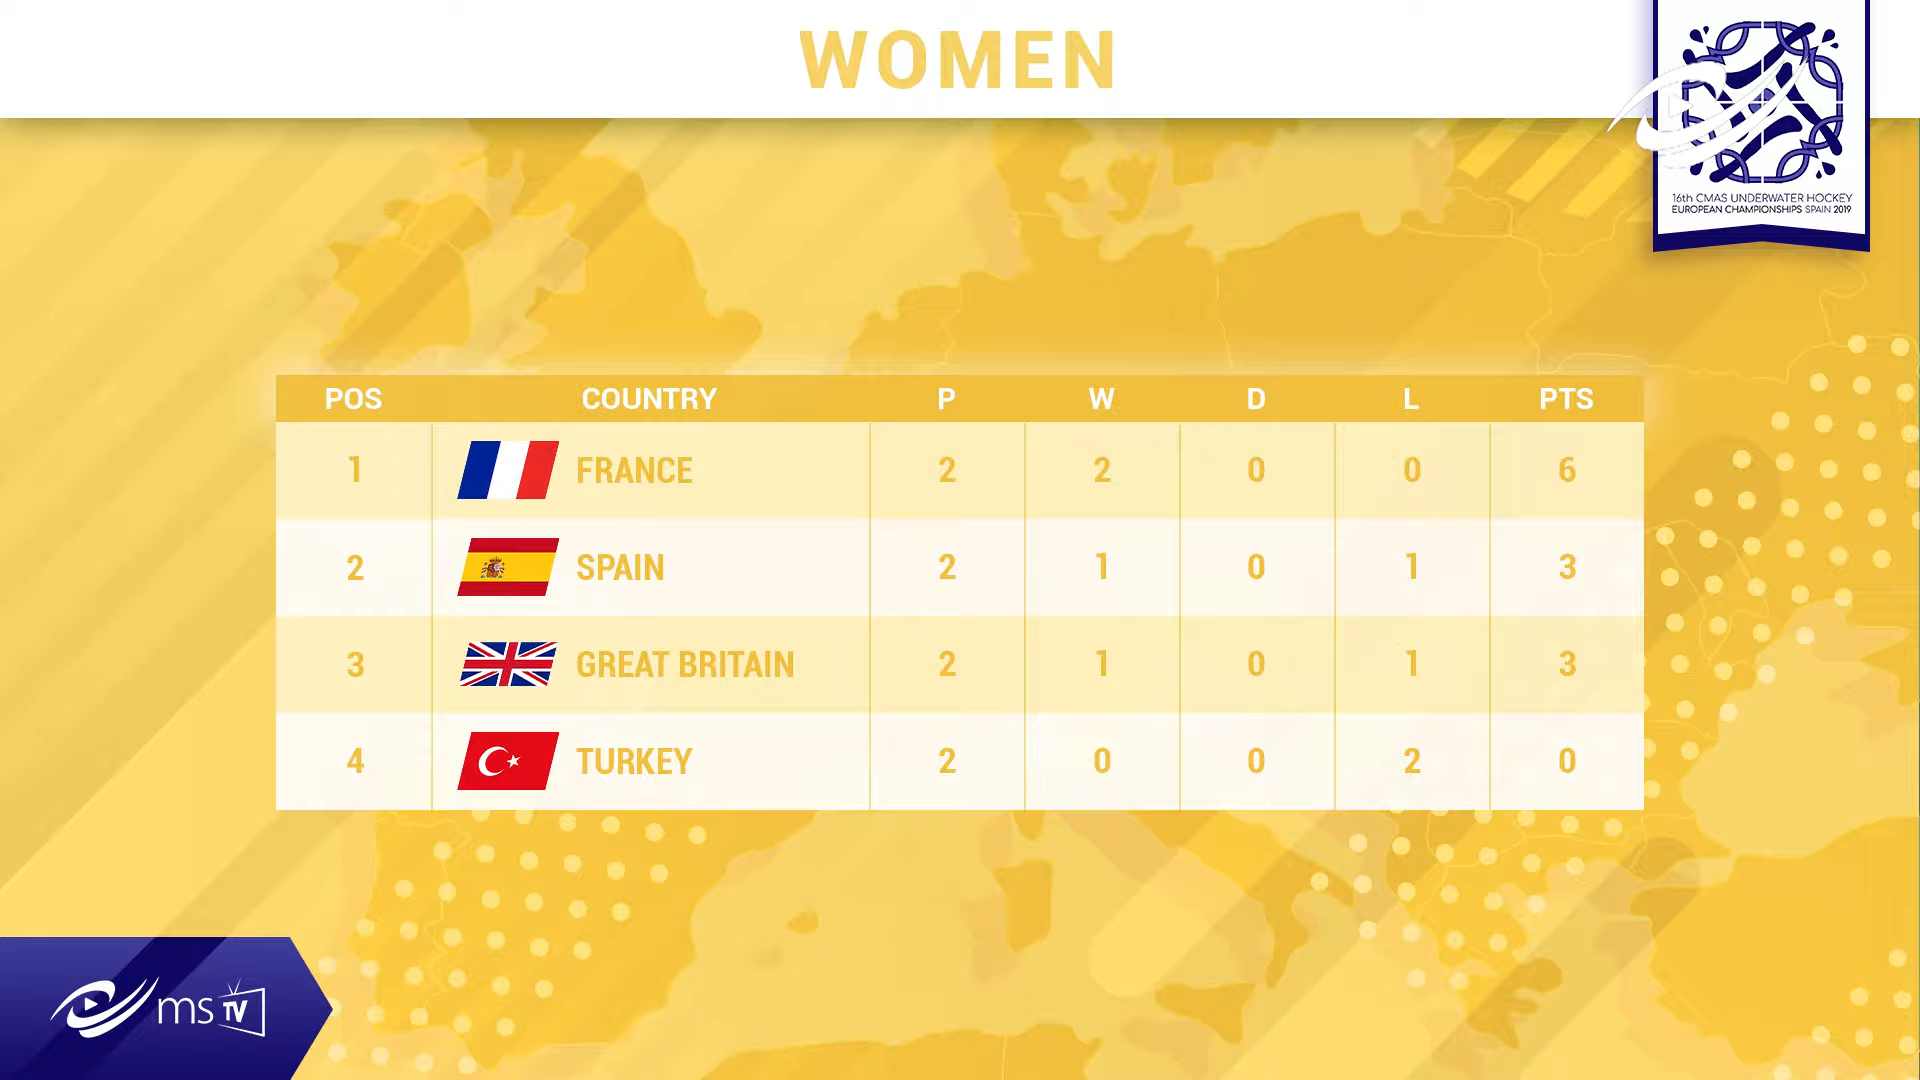 WOMEN
16th CMAS UNDERWATER HOCKEY
EUROPEAN CHAMPIONSHIPS SPAIN 2019
POS COUNTRY P W D L PTS
1 FRANCE 2 2 0 0 6
2 SPAIN 2 1 0 1 3
3 GREAT BRITAIN 2 1 0 1 3
4 TURKEY 2 0 0 2 0
ms TV